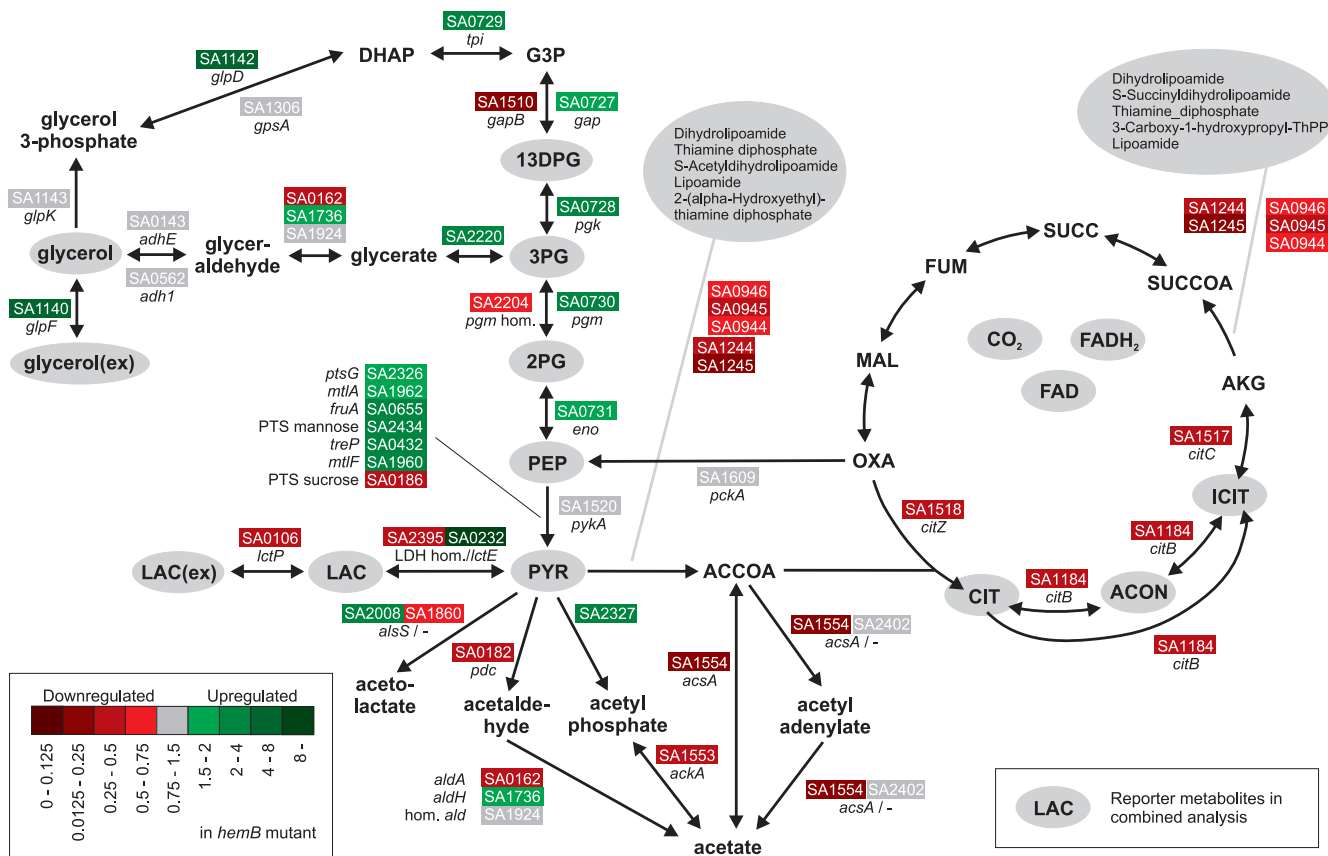 SA0729
tpi
DHAP
G3P
SA1142
glpD
SA1306
gpsA
glycerol
3-phosphate
SA1510
gapB
SA0727
gap
13DPG
SA1143
glpK
SA0143
adhE
SA0162
SA1736
SA1924
SA0728
pgk
glycerol
glycer-
aldehyde
glycerate
SA2220
3PG
SA0562
adh1
SA1140
glpF
SA2204
pgm hom.
SA0730
pgm
glycerol(ex)
2PG
ptsG SA2326
mtlA SA1962
fruA SA0655
PTS mannose SA2434
treP SA0432
mtlF SA1960
PTS sucrose SA0186
SA0731
eno
PEP
SA1520
pykA
SA1609
pckA
Dihydrolipoamide
Thiamine diphosphate
S-Acetyldihydrolipoamide
Lipoamide
2-(alpha-Hydroxyethyl)-
thiamine diphosphate
SA0946
SA0945
SA0944
SA1244
SA1245
Dihydrolipoamide
S-Succinyldihydrolipoamide
Thiamine_diphosphate
3-Carboxy-1-hydroxypropyl-ThPP
Lipoamide
SA1244
SA1245
SA0946
SA0945
SA0944
SUCC
FUM
SUCCOA
CO2
FADH2
MAL
FAD
AKG
OXA
SA1517
citC
ICIT
SA1518
citZ
SA1184
citB
SA1184
citB
CIT
ACON
SA1184
citB
SA0106
lctP
SA2395 SA0232
LDH hom./lctE
LAC(ex)
LAC
PYR
ACCOA
SA2008 SA1860
alsS / -
SA2327
SA0182
pdc
SA1554
acsA
SA1554 SA2402
acsA / -
aceto-
lactate
acetalde-
hyde
acetyl
phosphate
acetyl
adenylate
SA1553
ackA
aldA SA0162
aldH SA1736
hom. ald SA1924
SA1554 SA2402
acsA / -
acetate
Downregulated Upregulated
0 - 0.125
0.0125 - 0.25
0.25 - 0.5
0.5 - 0.75
0.75 - 1.5
1.5 - 2
2 - 4
4 - 8
8 -
in hemB mutant
LAC
Reporter metabolites in
combined analysis